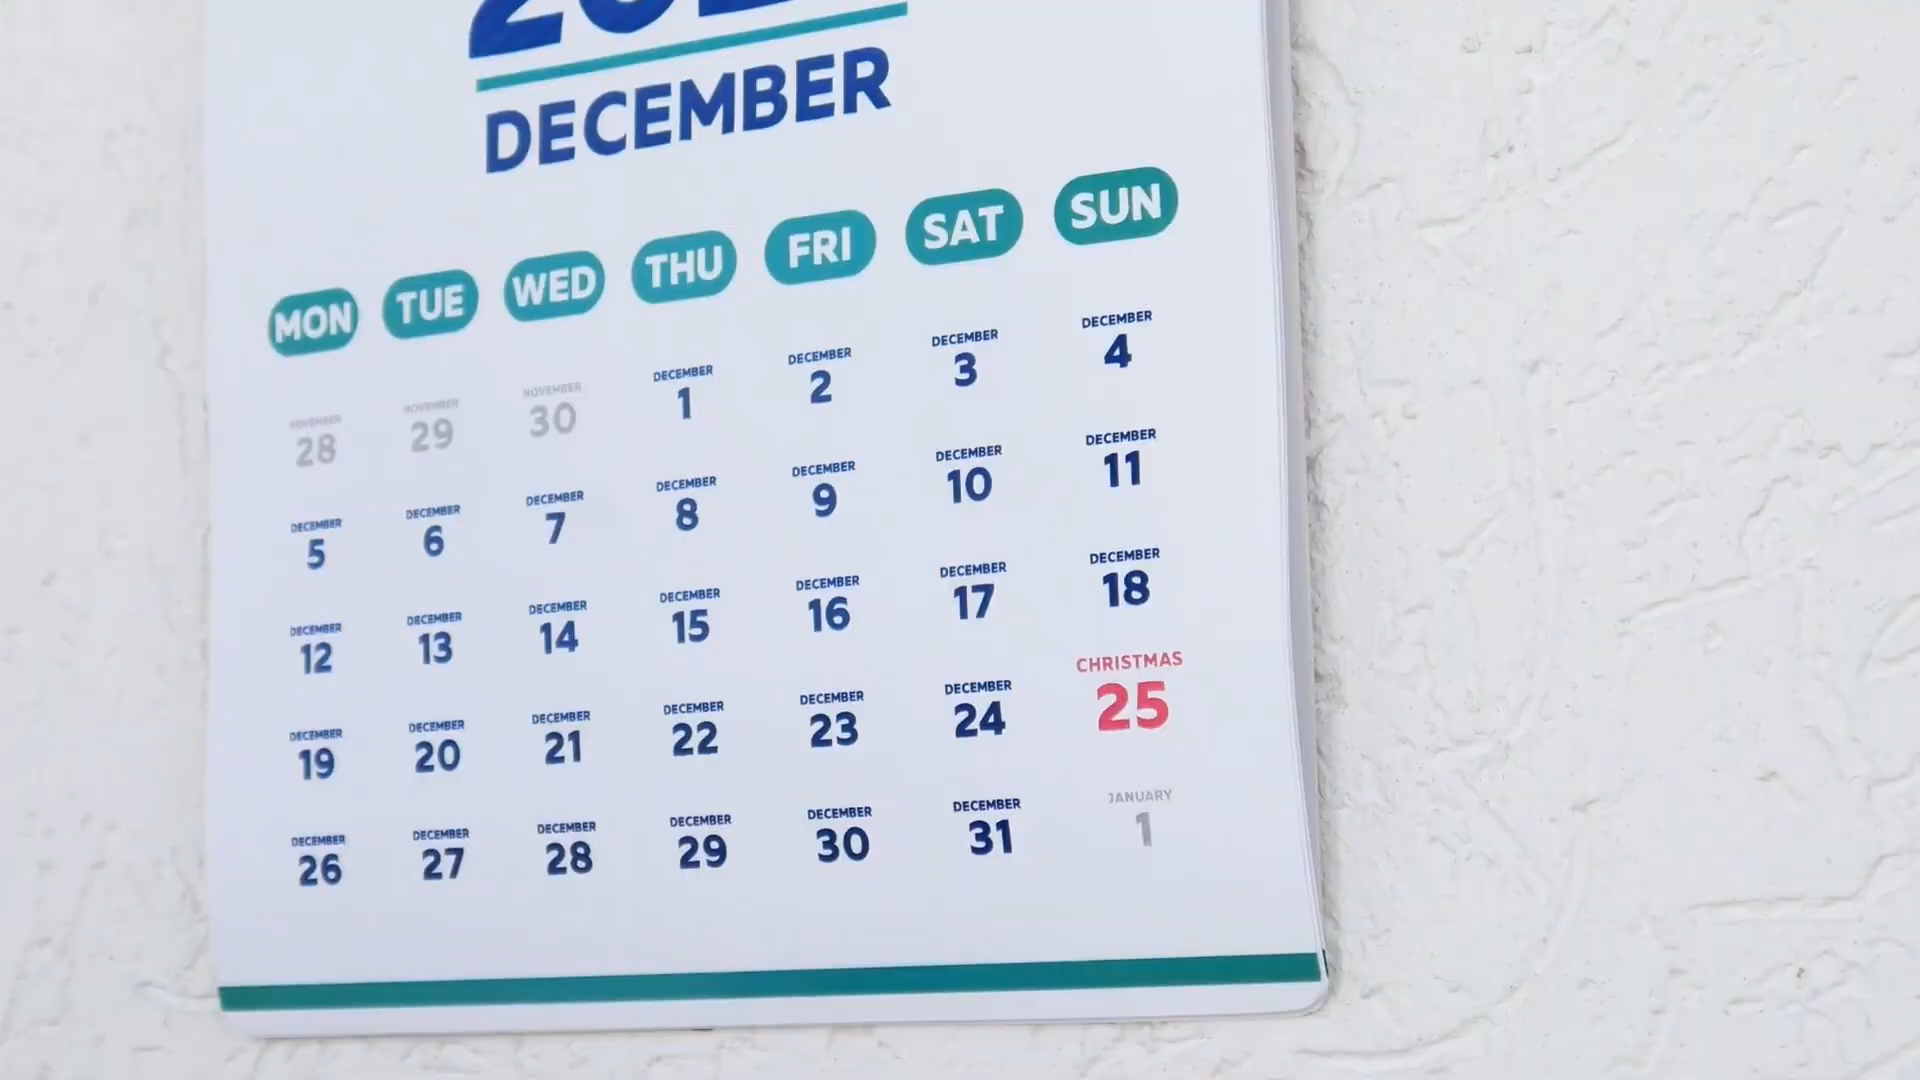 DECEMBER
MON TUE WED THU FRI SAT SUN
NOVEMBER NOVEMBER NOVEMBER DECEMBER DECEMBER DECEMBER DECEMBER
28 29 30 1 2 3 4
DECEMBER DECEMBER DECEMBER DECEMBER DECEMBER DECEMBER DECEMBER
5 6 7 8 9 10 11
DECEMBER DECEMBER DECEMBER DECEMBER DECEMBER DECEMBER DECEMBER
12 13 14 15 16 17 18
DECEMBER DECEMBER DECEMBER DECEMBER DECEMBER DECEMBER CHRISTMAS
19 20 21 22 23 24 25
DECEMBER DECEMBER DECEMBER DECEMBER DECEMBER DECEMBER JANUARY
26 27 28 29 30 31 1